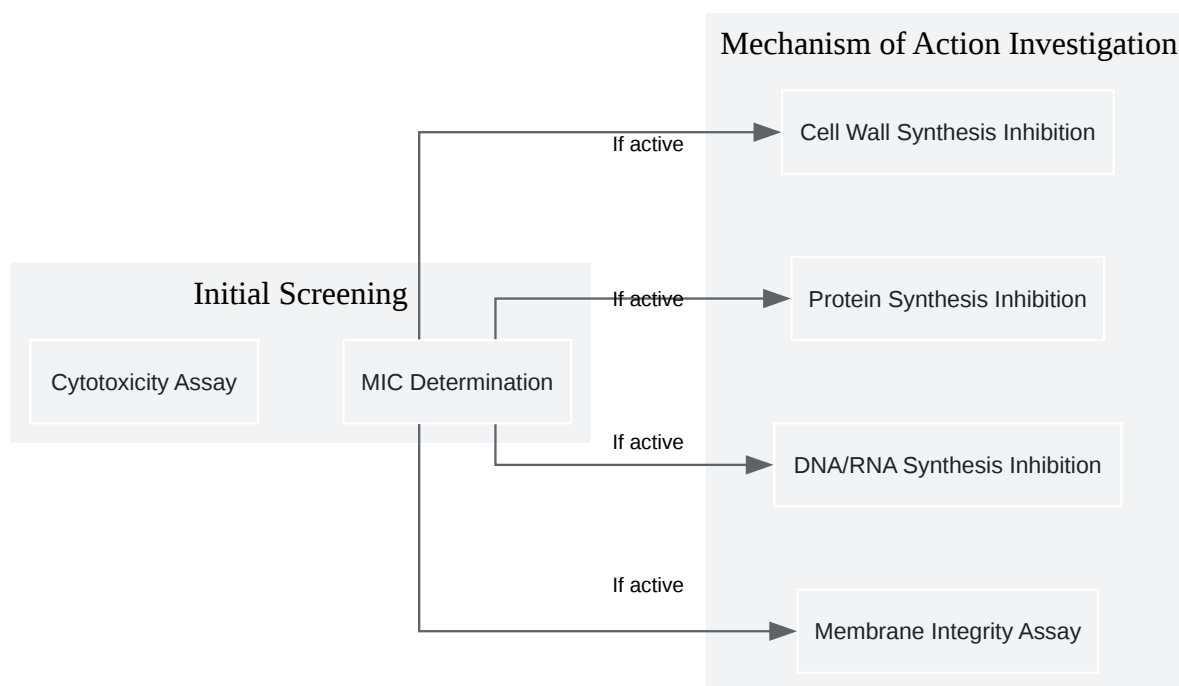 Mechanism of Action Investigation
Cell Wall Synthesis Inhibition
If active
Initial Screening
If active
Protein Synthesis Inhibition
Cytotoxicity Assay
MIC Determination
If active
DNA/RNA Synthesis Inhibition
If active
Membrane Integrity Assay